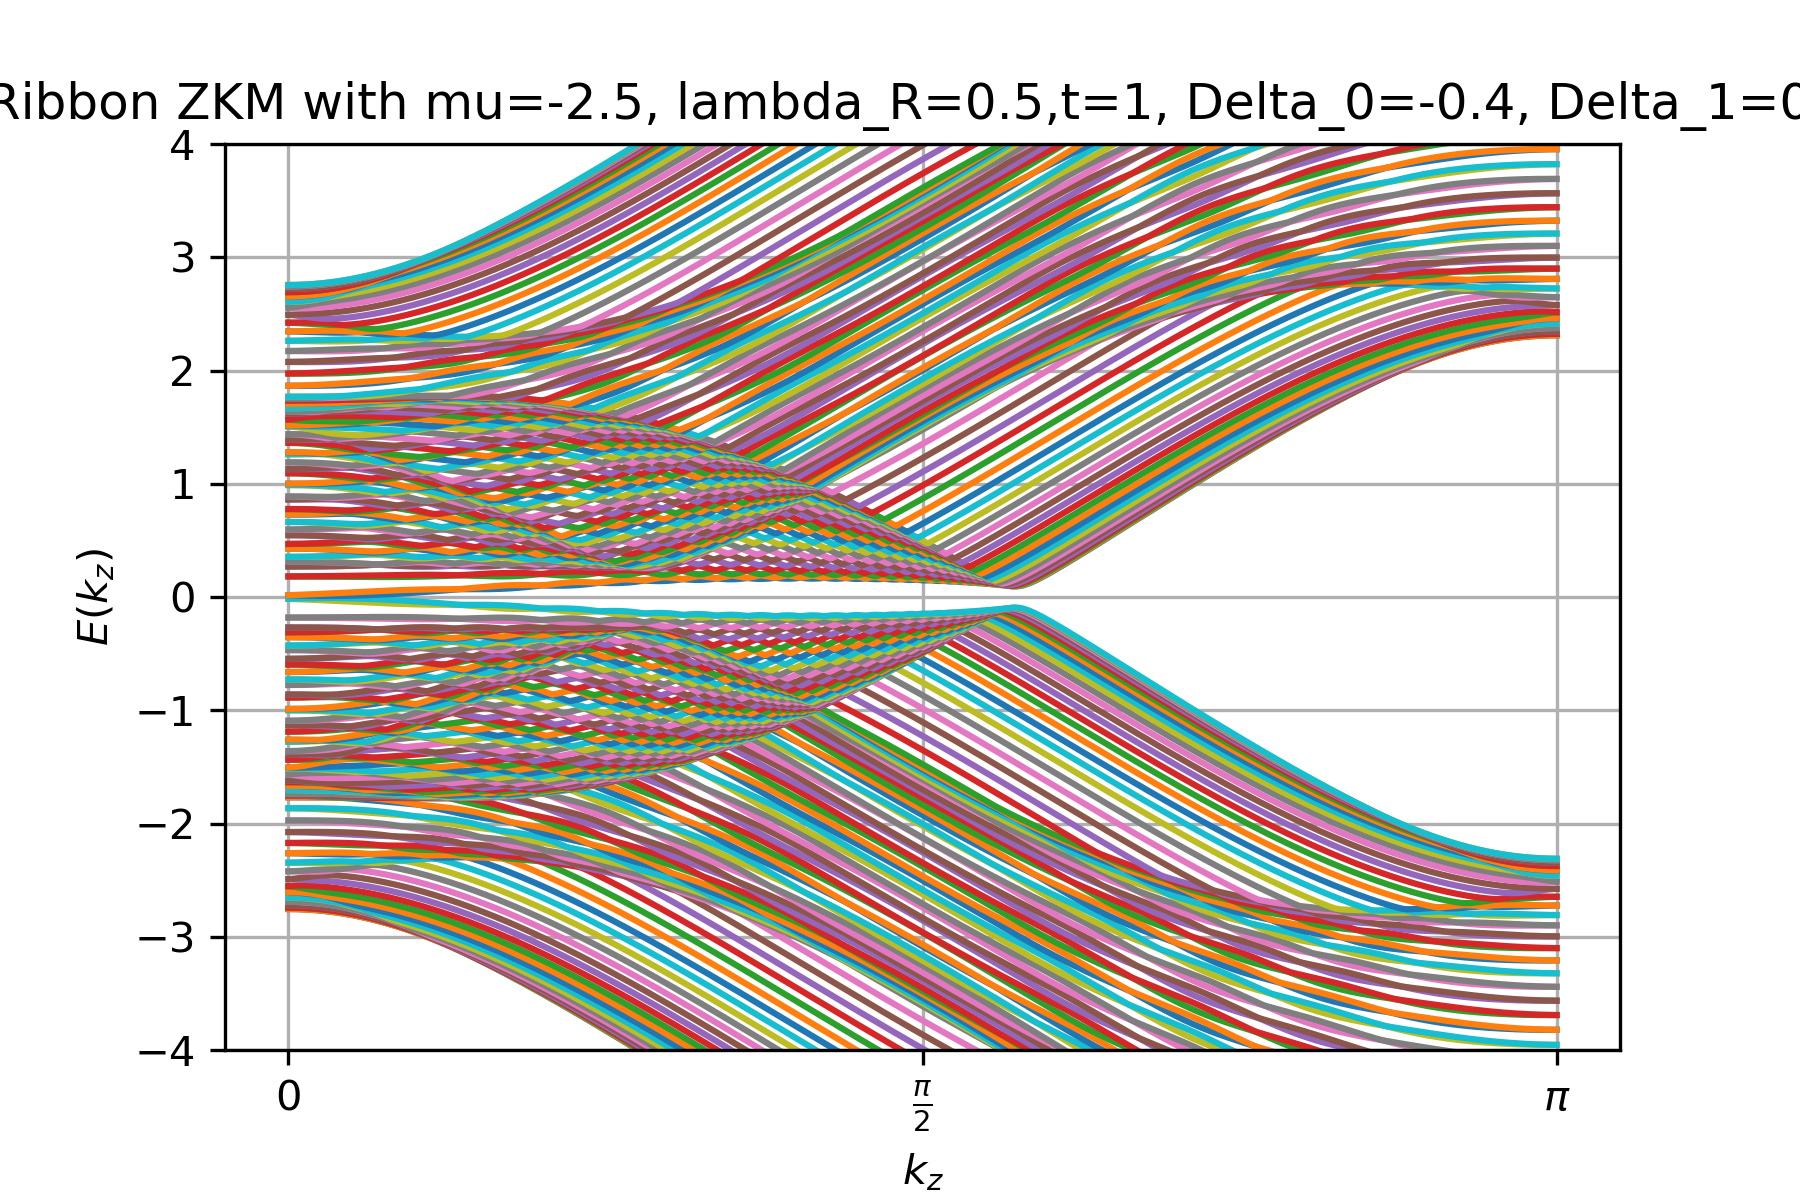 Ribbon ZKM with mu=-2.5, lambda_R=0.5,t=1, Delta_0=-0.4, Delta_1=0
4
3
2
1
0
−1
−2
−3
−4
E(k_z)
0
π/2
π
k_z